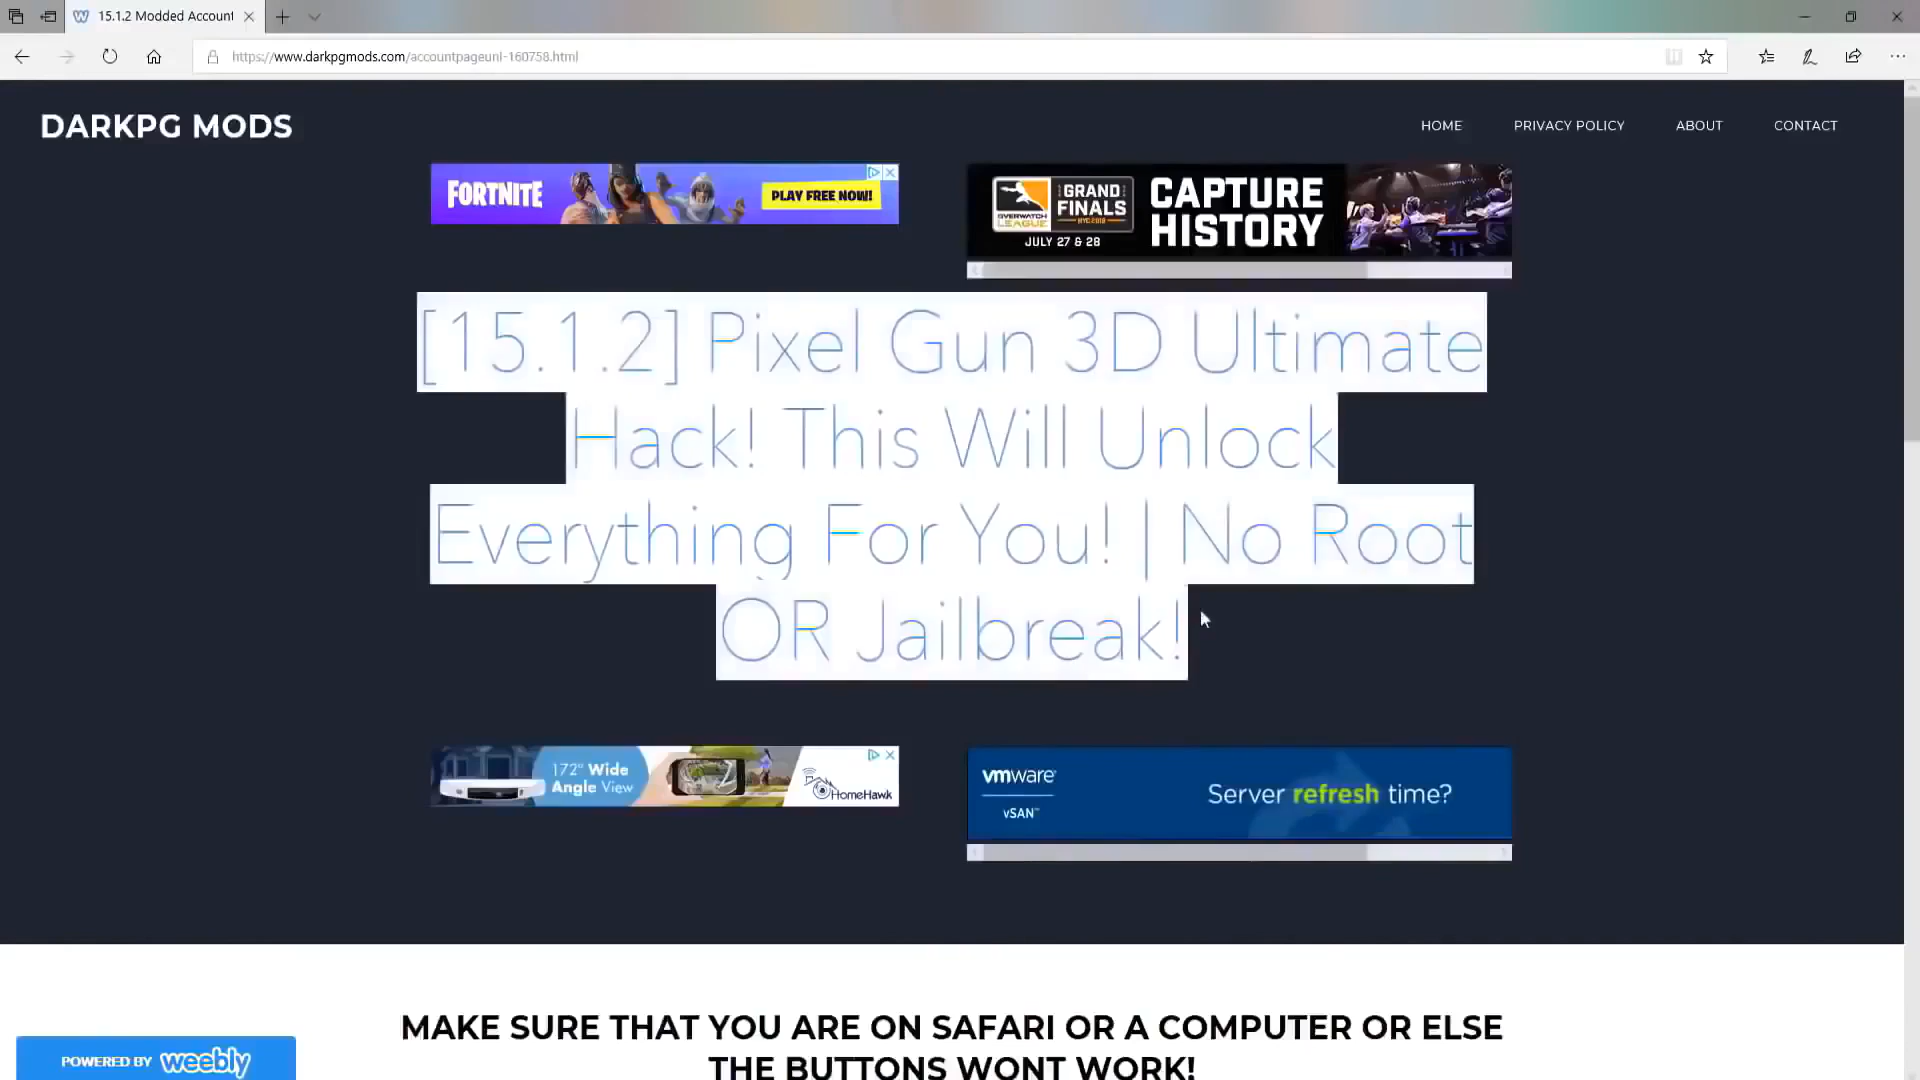 15.1.2 Modded Account
https://www.darkpgmods.com/accountpageunl-160758.html
DARKPG MODS
HOME PRIVACY POLICY ABOUT CONTACT
FORTNITE
PLAY FREE NOW!
OVERWATCH
LEAGUE
GRAND
FINALS
NYC 2018
JULY 27 & 28
CAPTURE
HISTORY
[15.1.2] Pixel Gun 3D Ultimate
Hack! This Will Unlock
Everything For You! | No Root
OR Jailbreak!
172° Wide
Angle View
HomeHawk
vmware®
vSAN™
Server refresh time?
MAKE SURE THAT YOU ARE ON SAFARI OR A COMPUTER OR ELSE
THE BUTTONS WONT WORK!
POWERED BY weebly